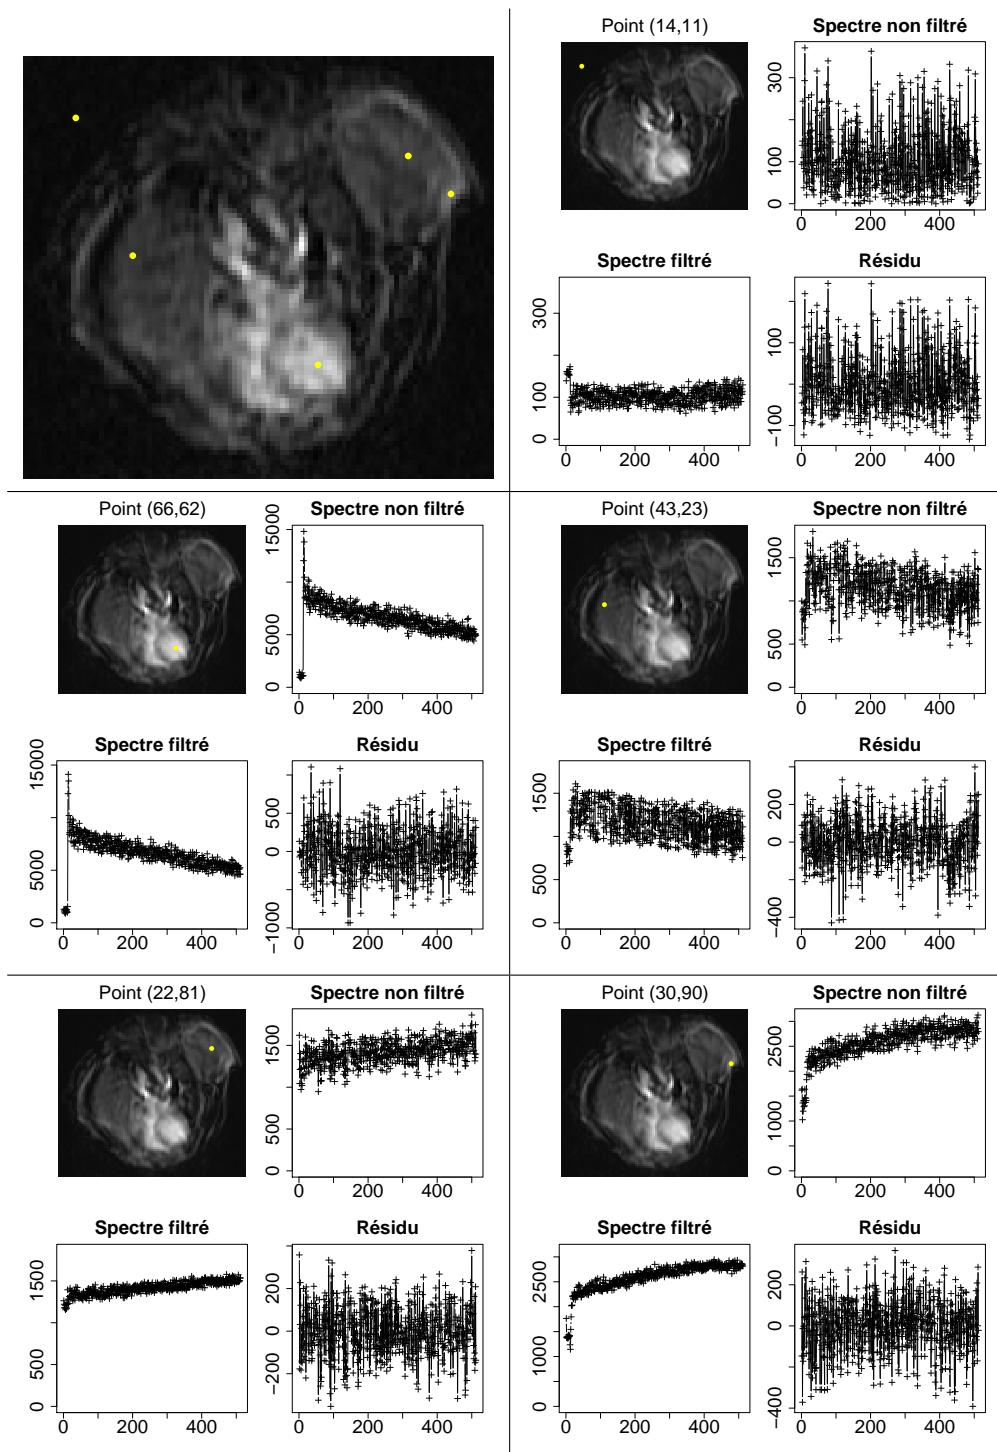 Point (14,11)
Spectre non filtré
0 100 300
0 200 400
Spectre filtré
0 100 300
0 200 400
Résidu
−100 100
0 200 400
Point (66,62)
Spectre non filtré
0 5000 15000
0 200 400
Spectre filtré
0 5000 15000
0 200 400
Résidu
−1000 0 500
0 200 400
Point (43,23)
Spectre non filtré
0 500 1500
0 200 400
Spectre filtré
0 500 1500
0 200 400
Résidu
−400 0 200
0 200 400
Point (22,81)
Spectre non filtré
0 500 1500
0 200 400
Spectre filtré
0 500 1500
0 200 400
Résidu
−200 0 200
0 200 400
Point (30,90)
Spectre non filtré
0 1000 2500
0 200 400
Spectre filtré
0 1000 2500
0 200 400
Résidu
−400 0 200
0 200 400